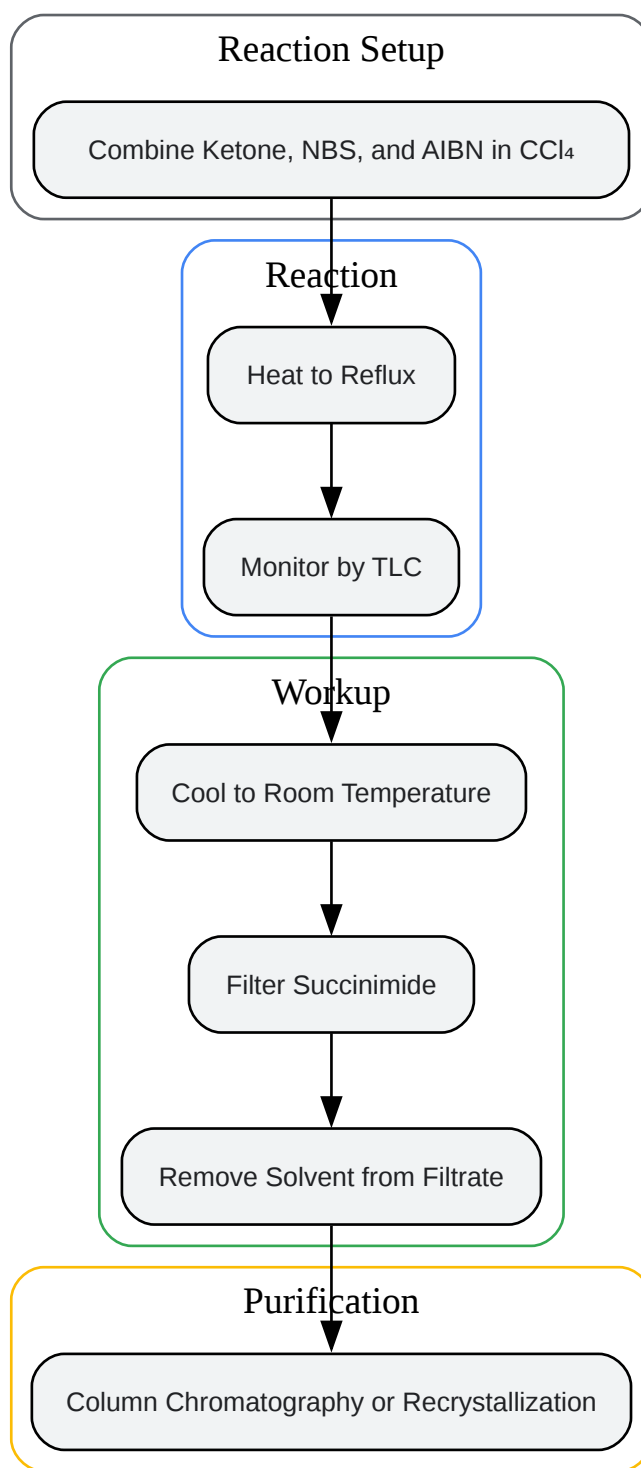 Reaction Setup
Combine Ketone, NBS, and AIBN in CCl₄
Reaction
Heat to Reflux
Monitor by TLC
Workup
Cool to Room Temperature
Filter Succinimide
Remove Solvent from Filtrate
Purification
Column Chromatography or Recrystallization